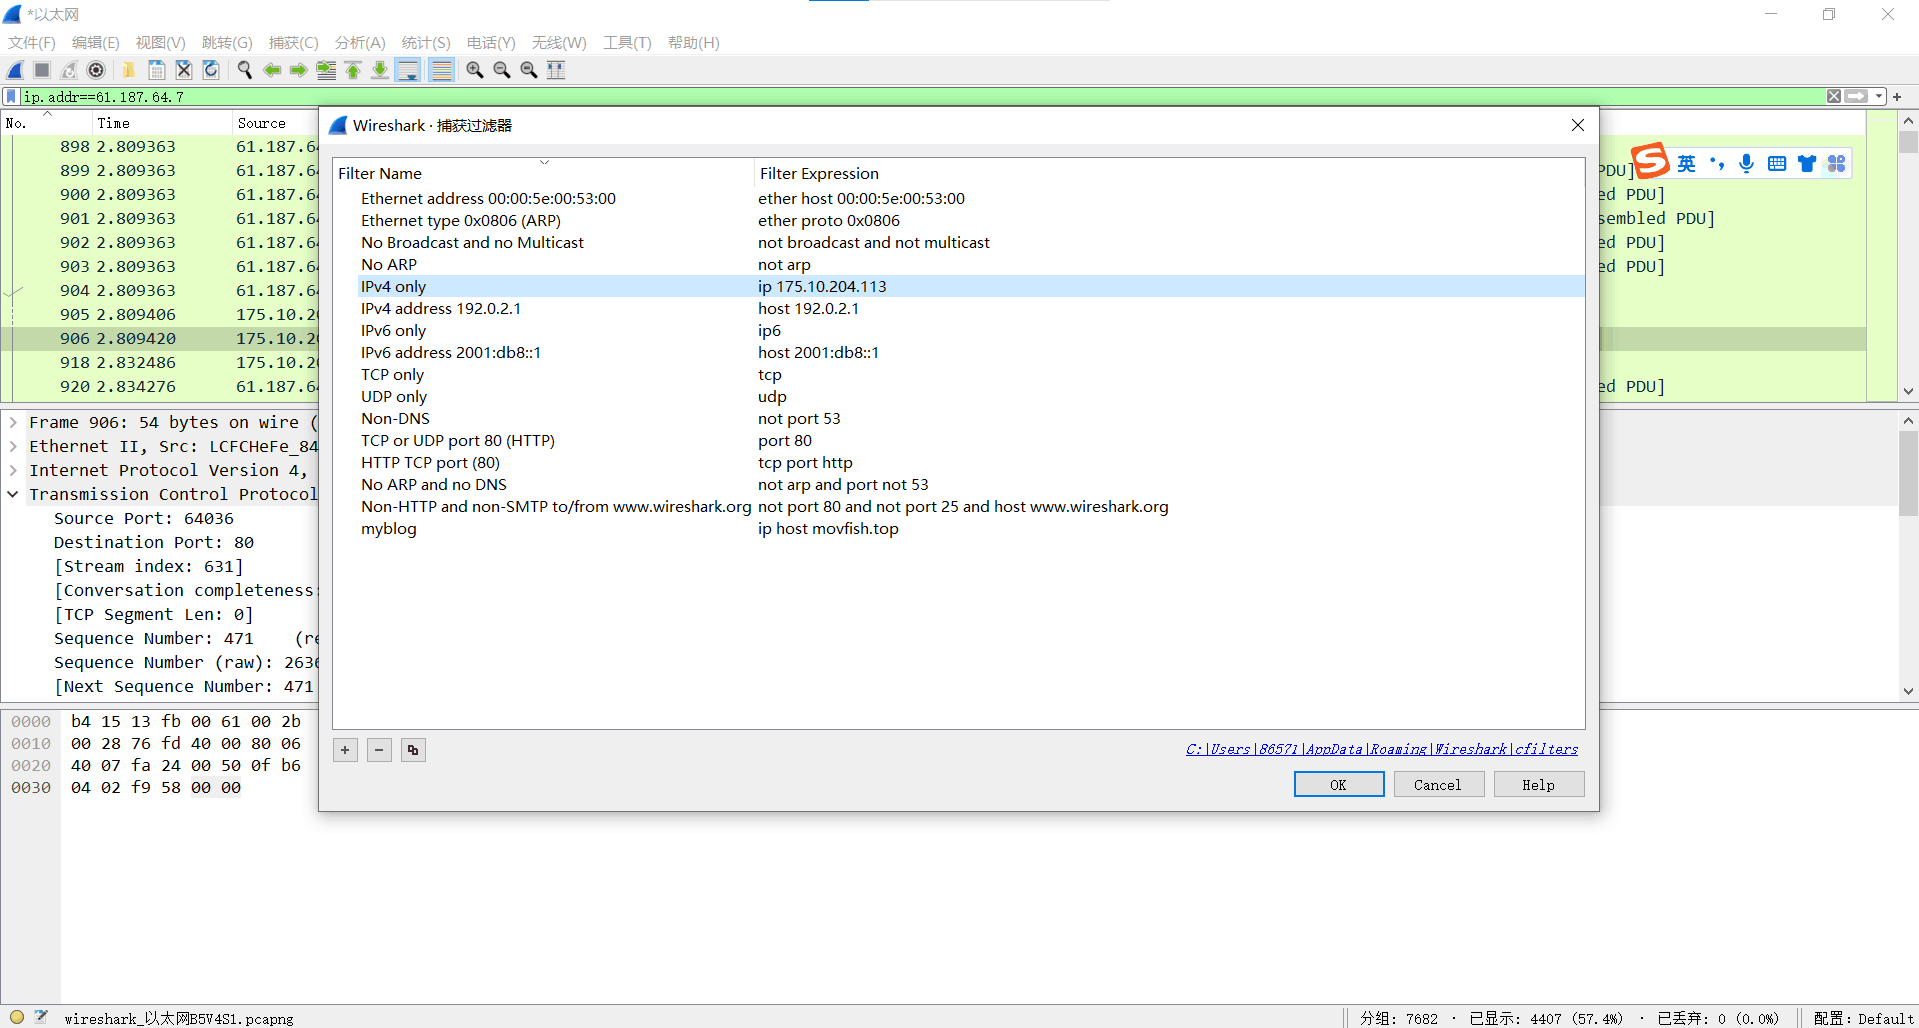 *以太网
文件(F) 编辑(E) 视图(V) 跳转(G) 捕获(C) 分析(A) 统计(S) 电话(Y) 无线(W) 工具(T) 帮助(H)
ip.addr==61.187.64.7
No. Time Source
898 2.809363 61.187.6
899 2.809363 61.187.6 PDU]
900 2.809363 61.187.6 ed PDU]
901 2.809363 61.187.6 sembled PDU]
902 2.809363 61.187.6 ed PDU]
903 2.809363 61.187.6 ed PDU]
904 2.809363 61.187.6
905 2.809406 175.10.2
906 2.809420 175.10.2
918 2.832486 175.10.2
920 2.834276 61.187.6 ed PDU]
S 英
Wireshark · 捕获过滤器
Filter Name Filter Expression
Ethernet address 00:00:5e:00:53:00 ether host 00:00:5e:00:53:00
Ethernet type 0x0806 (ARP) ether proto 0x0806
No Broadcast and no Multicast not broadcast and not multicast
No ARP not arp
IPv4 only ip 175.10.204.113
IPv4 address 192.0.2.1 host 192.0.2.1
IPv6 only ip6
IPv6 address 2001:db8::1 host 2001:db8::1
TCP only tcp
UDP only udp
Non-DNS not port 53
TCP or UDP port 80 (HTTP) port 80
HTTP TCP port (80) tcp port http
No ARP and no DNS not arp and port not 53
Non-HTTP and non-SMTP to/from www.wireshark.org not port 80 and not port 25 and host www.wireshark.org
myblog ip host movfish.top
C:\Users\86571\AppData\Roaming\Wireshark\cfilters
OK Cancel Help
Frame 906: 54 bytes on wire (
Ethernet II, Src: LCFCHeFe_84
Internet Protocol Version 4,
Transmission Control Protocol
Source Port: 64036
Destination Port: 80
[Stream index: 631]
[Conversation completeness:
[TCP Segment Len: 0]
Sequence Number: 471 (re
Sequence Number (raw): 2636
[Next Sequence Number: 471
0000 b4 15 13 fb 00 61 00 2b
0010 00 28 76 fd 40 00 80 06
0020 40 07 fa 24 00 50 0f b6
0030 04 02 f9 58 00 00
wireshark_以太网B5V4S1.pcapng
分组: 7682 · 已显示: 4407 (57.4%) · 已丢弃: 0 (0.0%) 配置: Default